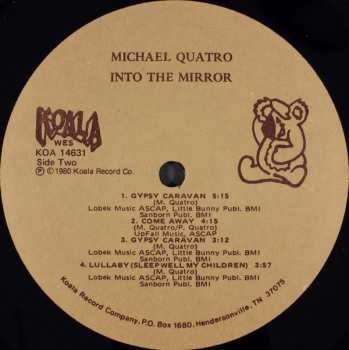 MICHAEL QUATRO
INTO THE MIRROR
KOALA
WES
KOA 14631
Side Two
Ⓟ © 1980 Koala Record Co.
1. GYPSY CARAVAN 5:15
(M. Quatro)
Lobek Music ASCAP, Little Bunny Publ. BMI
Sanborn Publ. BMI
2. COME AWAY 4:15
(M. Quatro/P. Quatro)
UpFall Music, ASCAP
3. GYPSY CARAVAN 3:12
(M. Quatro)
Lobek Music ASCAP, Little Bunny Publ. BMI
Sanborn Publ. BMI
4. LULLABY (SLEEPWELL MY CHILDREN) 3:57
(M. Quatro)
Lobek Music ASCAP, Little Bunny Publ. BMI
Sanborn Publ. BMI
Koala Record Company, P.O. Box 1680, Hendersonville, TN 37075